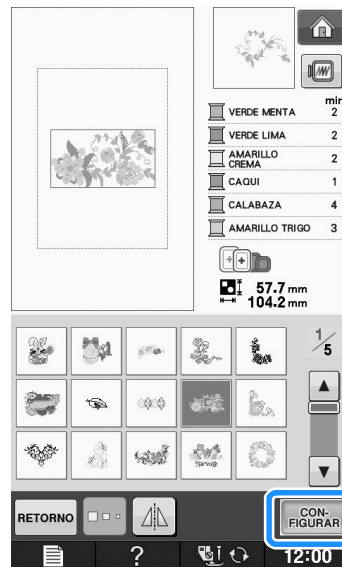 min
VERDE MENTA 2
VERDE LIMA 2
AMARILLO
CREMA 2
CAQUI 1
CALABAZA 4
AMARILLO TRIGO 3
57.7 mm
104.2 mm
1/5
RETORNO
CON-
FIGURAR
?
12:00